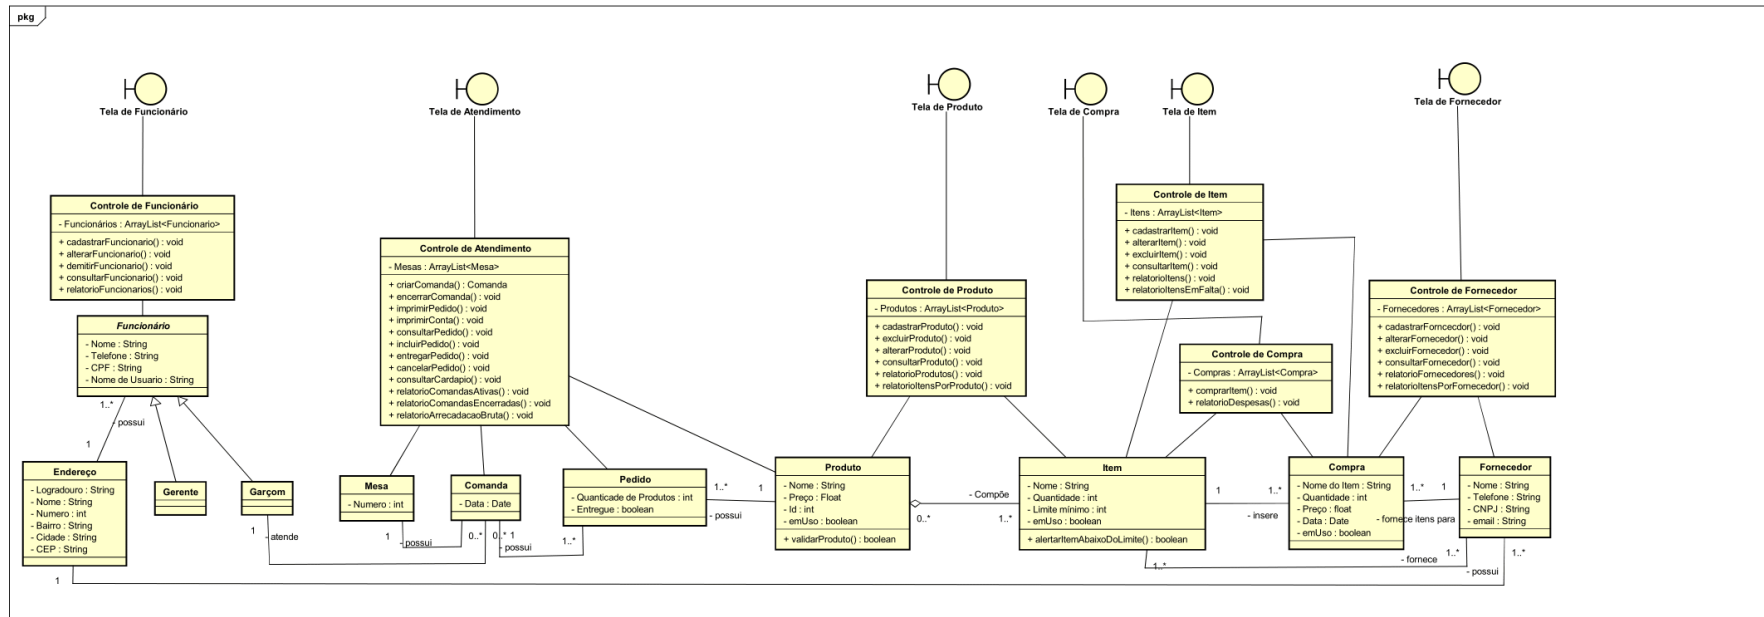 pkg
Tela de Funcionário
Tela de Atendimento
Tela de Produto
Tela de Compra
Tela de Item
Tela de Fornecedor
Controle de Funcionário
- Funcionários : ArrayList<Funcionario>
+ cadastrarFuncionario() : void
+ alterarFuncionario() : void
+ demitirFuncionario() : void
+ consultarFuncionario() : void
+ relatorioFuncionarios() : void
Controle de Atendimento
- Mesas : ArrayList<Mesa>
+ criarComanda() : Comanda
+ encerrarComanda() : void
+ imprimirPedido() : void
+ imprimirConta() : void
+ consultarPedido() : void
+ incluirPedido() : void
+ entregarPedido() : void
+ cancelarPedido() : void
+ consultarCardapio() : void
+ relatorioComandasAtivas() : void
+ relatorioComandasEncerradas() : void
+ relatorioArrecadacaoBruta() : void
Controle de Produto
- Produtos : ArrayList<Produto>
+ cadastrarProduto() : void
+ excluirProduto() : void
+ alterarProduto() : void
+ consultarProduto() : void
+ relatorioProdutos() : void
+ relatorioItensPorProduto() : void
Controle de Item
- Itens : ArrayList<Item>
+ cadastrarItem() : void
+ alterarItem() : void
+ excluirItem() : void
+ consultarItem() : void
+ relatorioItens() : void
+ relatorioItensEmFalta() : void
Controle de Compra
- Compras : ArrayList<Compra>
+ comprarItem() : void
+ relatorioDespesas() : void
Controle de Fornecedor
- Fornecedores : ArrayList<Fornecedor>
+ cadastrarForncecdor() : void
+ alterarFornecedor() : void
+ excluirFornecedor() : void
+ consultarFornecedor() : void
+ relatorioFornecedores() : void
+ relatorioItensPorFornecedor() : void
Funcionário
- Nome : String
- Telefone : String
- CPF : String
- Nome de Usuario : String
1..*
- possui
1
Endereço
- Logradouro : String
- Nome : String
- Numero : int
- Bairro : String
- Cidade : String
- CEP : String
Gerente
Garçom
1
- atende
0..*
Mesa
- Numero : int
1
- possui
0..*
Comanda
- Data : Date
1
- possui
1..*
Pedido
- Quanticade de Produtos : int
- Entregue : boolean
1..*
- possui
1
Produto
- Nome : String
- Preço : Float
- Id : int
- emUso : boolean
+ validarProduto() : boolean
0..*
- Compõe
1..*
Item
- Nome : String
- Quantidade : int
- Limite mínimo : int
- emUso : boolean
+ alertarItemAbaixoDoLimite() : boolean
1
- insere
1..*
Compra
- Nome do Item : String
- Quantidade : int
- Preço : float
- Data : Date
- emUso : boolean
1..*
- fornece itens para
1
Fornecedor
- Nome : String
- Telefone : String
- CNPJ : String
- email : String
1..*
- fornece
1..*
1..*
- possui
1